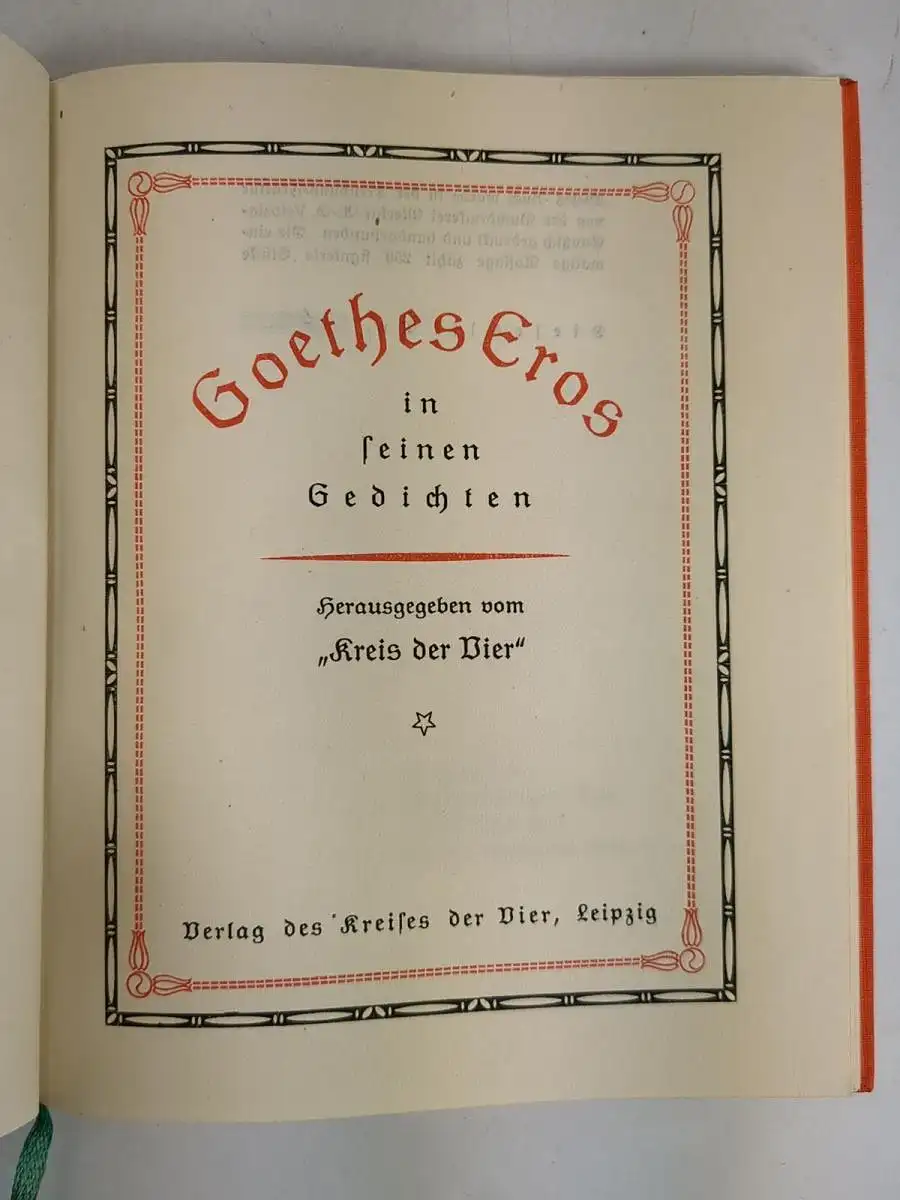 Goethes Eros
in
ſeinen
Gedichten
Herausgegeben vom
„Kreis der Vier“
Verlag des Kreiſes der Vier, Leipzig